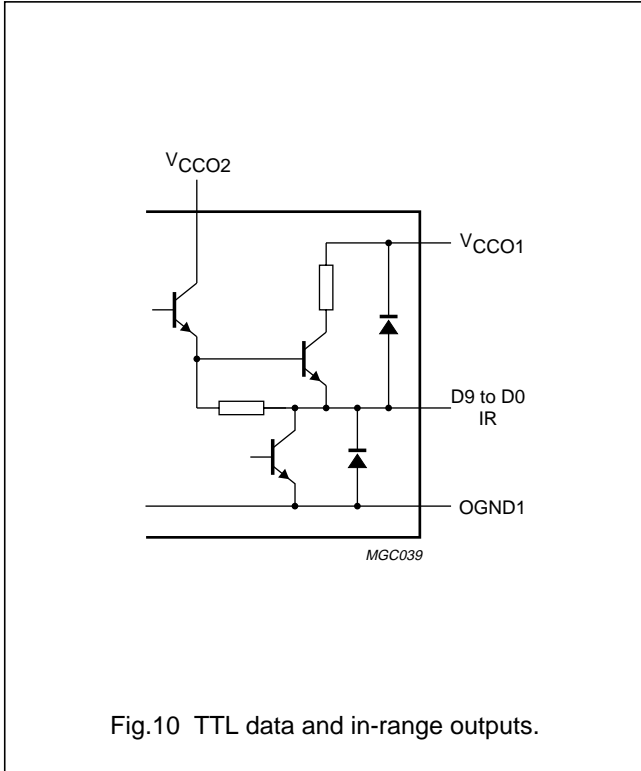 VCCO2
VCCO1
D9 to D0
IR
OGND1
MGC039
Fig.10 TTL data and in-range outputs.